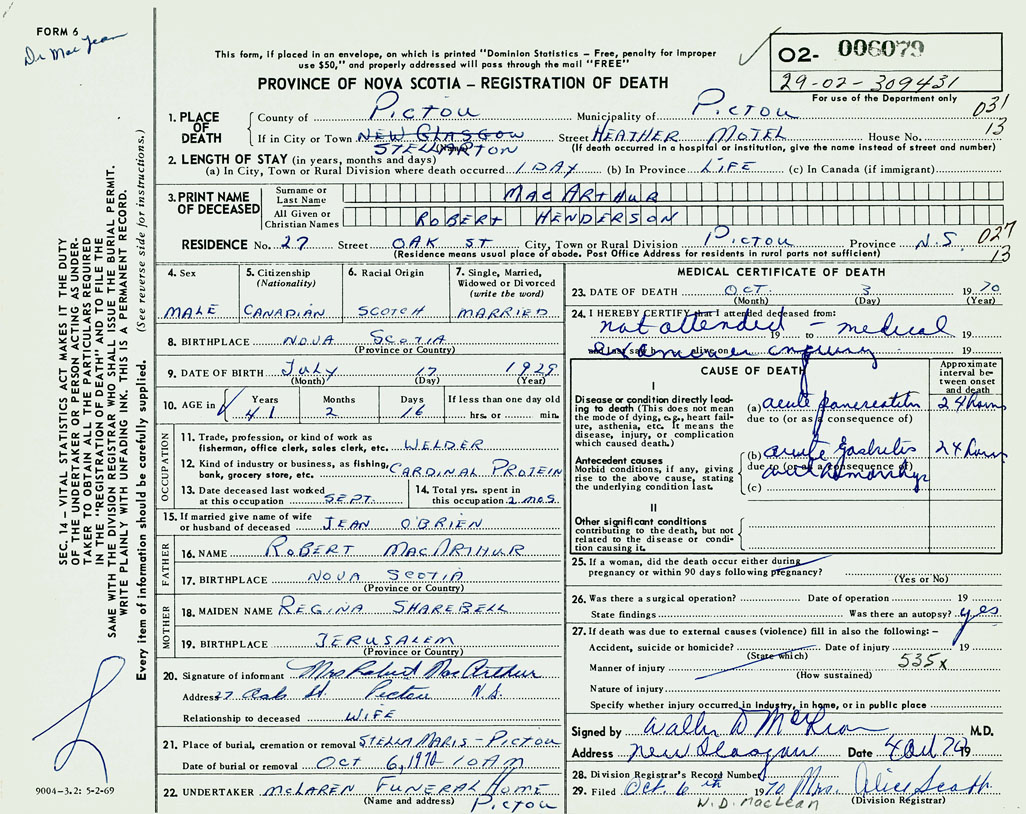 FORM 6
Dr MacLean
This form, if placed in an envelope, on which is printed "Dominion Statistics – Free, penalty for improper
use $50," and properly addressed will pass through the mail "FREE"
PROVINCE OF NOVA SCOTIA – REGISTRATION OF DEATH
02- 006079
29-02-309431
For use of the Department only
031
13
1. PLACE OF DEATH
County of PICTOU Municipality of PICTOU
If in City or Town NEW GLASGOW Street HEATHER MOTEL House No.
STELLARTON (If death occurred in a hospital or institution, give the name instead of street and number)
2. LENGTH OF STAY (in years, months and days)
(a) In City, Town or Rural Division where death occurred 1 DAY (b) In Province LIFE (c) In Canada (if immigrant)
3. PRINT NAME OF DECEASED
Surname or Last Name MACARTHUR
All Given or Christian Names ROBERT HENDERSON
RESIDENCE No. 27 Street OAK ST City, Town or Rural Division PICTOU Province N.S.
027
13
(Residence means usual place of abode. Post Office Address for residents in rural parts not sufficient)
4. Sex
MALE
5. Citizenship (Nationality)
CANADIAN
6. Racial Origin
SCOTCH
7. Single, Married, Widowed or Divorced (write the word)
MARRIED
8. BIRTHPLACE NOVA SCOTIA
(Province or Country)
9. DATE OF BIRTH JULY 17 1929
(Month) (Day) (Year)
10. AGE in Years Months Days If less than one day old
41 2 16 hrs. or min.
OCCUPATION
11. Trade, profession, or kind of work as
fisherman, office clerk, sales clerk, etc. WELDER
12. Kind of industry or business, as fishing,
bank, grocery store, etc. CARDINAL PROTEIN
13. Date deceased last worked
at this occupation SEPT.
14. Total yrs. spent in
this occupation 2 MOS.
15. If married give name of wife
or husband of deceased JEAN O'BRIEN
FATHER
16. NAME ROBERT MACARTHUR
17. BIRTHPLACE NOVA SCOTIA
(Province or Country)
MOTHER
18. MAIDEN NAME REGINA SHAREBELL
19. BIRTHPLACE JERUSALEM
(Province or Country)
20. Signature of informant Mrs Robert MacArthur
Address 27 Oak St. Pictou N.S.
Relationship to deceased WIFE
21. Place of burial, cremation or removal STELLA MARIS – PICTOU
Date of burial or removal OCT 6, 1970 10AM
22. UNDERTAKER MCLAREN FUNERAL HOME
(Name and address) PICTOU
MEDICAL CERTIFICATE OF DEATH
23. DATE OF DEATH OCT. 3 1970
(Month) (Day) (Year)
24. I HEREBY CERTIFY that I attended deceased from:
not attended 19 to – medical 19
examiner inquiry 19
CAUSE OF DEATH
Approximate interval between onset and death
I
Disease or condition directly leading to death (This does not
mean the mode of dying, e.g., heart failure, asthenia, etc. It means the
disease, injury, or complication
which caused death.
(a) acute pancreatitis 24 hours
due to (or as a consequence of)
Antecedent causes
Morbid conditions, if any, giving
rise to the above cause, stating
the underlying condition last.
(b) acute Gastritis 24 hours
due to (or as a consequence of)
with hemorrhage
(c)
II
Other significant conditions
contributing to the death, but not
related to the disease or condition causing it.
25. If a woman, did the death occur either during
pregnancy or within 90 days following pregnancy?
(Yes or No)
26. Was there a surgical operation? Date of operation 19
State findings Was there an autopsy? yes
27. If death was due to external causes (violence) fill in also the following: –
Accident, suicide or homicide? Date of injury 19
(State which)
Manner of injury 535x
(How sustained)
Nature of injury
Specify whether injury occurred in industry, in home, or in public place
Signed by M.D.
Address New Glasgow Date 4 Oct 70 19
28. Division Registrar's Record Number
29. Filed Oct. 6th 1970 Mrs. Alice Scott
W.D. MacLean (Division Registrar)
SEC. 14 – VITAL STATISTICS ACT MAKES IT THE DUTY
OF THE UNDERTAKER OR PERSON ACTING AS UNDER-
TAKER TO OBTAIN ALL THE PARTICULARS REQUIRED
IN THE "REGISTRATION OF DEATH" AND TO FILE THE
SAME WITH THE DIVISION REGISTRAR WHO SHALL ISSUE THE BURIAL PERMIT.
WRITE PLAINLY WITH UNFADING INK. THIS IS A PERMANENT RECORD.
Every item of information should be carefully supplied. (See reverse side for instructions.)
9004-3.2: 5-2-69